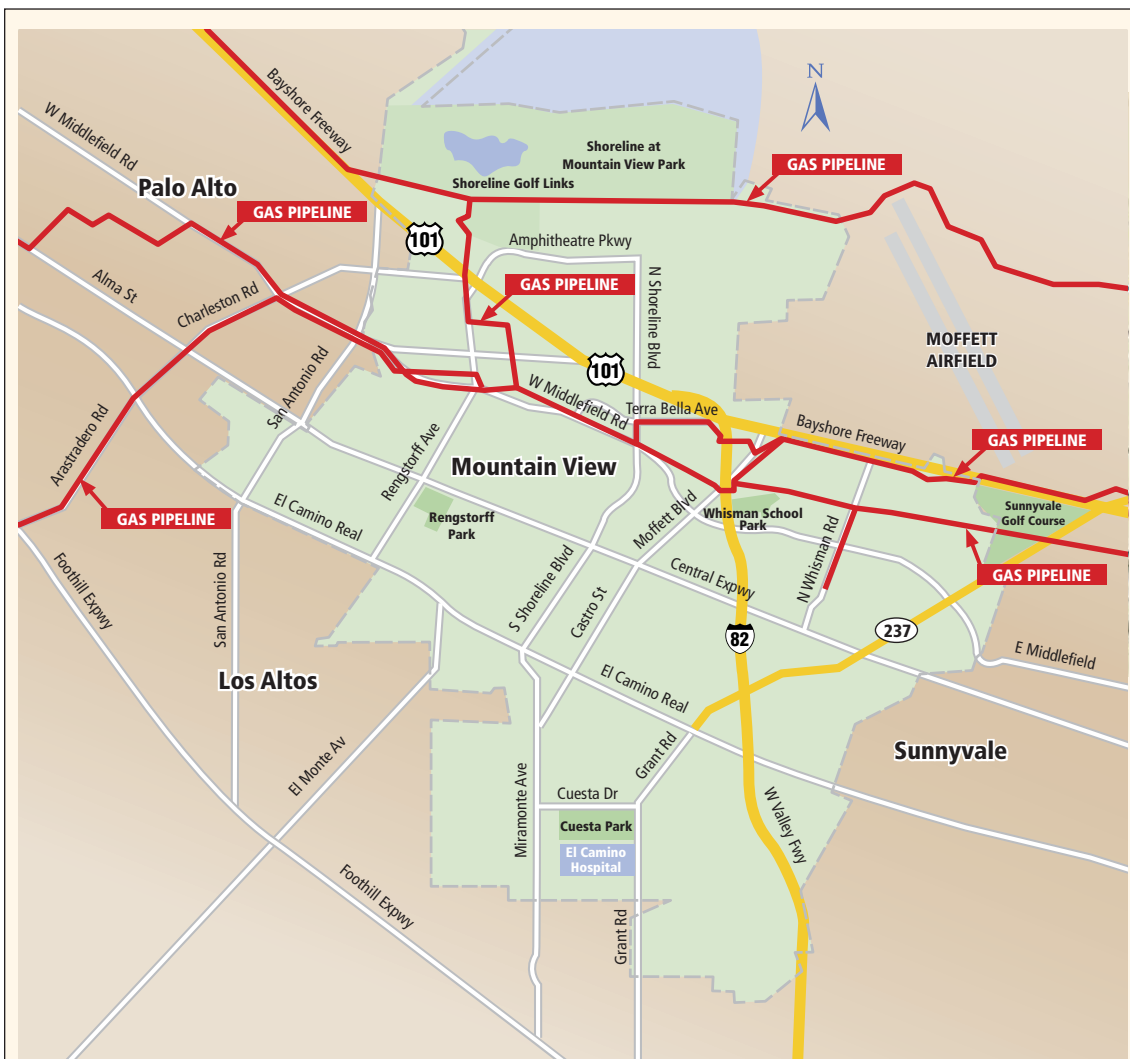 N
Bayshore Freeway
W Middlefield Rd
Shoreline at
Mountain View Park
GAS PIPELINE
Palo Alto
Shoreline Golf Links
GAS PIPELINE
101
Amphitheatre Pkwy
Alma St
Charleston Rd
GAS PIPELINE
N Shoreline Blvd
MOFFETT
AIRFIELD
San Antonio Rd
101
W Middlefield Rd
Terra Bella Ave
Arastradero Rd
Rengstorff Ave
Bayshore Freeway
GAS PIPELINE
Mountain View
GAS PIPELINE
El Camino Real
Rengstorff
Park
Moffett Blvd
Whisman School
Park
N Whisman Rd
Sunnyvale
Golf Course
GAS PIPELINE
Foothill Expwy
San Antonio Rd
S Shoreline Blvd
Castro St
Central Expwy
82
237
E Middlefield
Los Altos
El Camino Real
Sunnyvale
El Monte Av
Miramonte Ave
Grant Rd
Cuesta Dr
W Valley Fwy
Cuesta Park
El Camino
Hospital
Foothill Expwy
Grant Rd